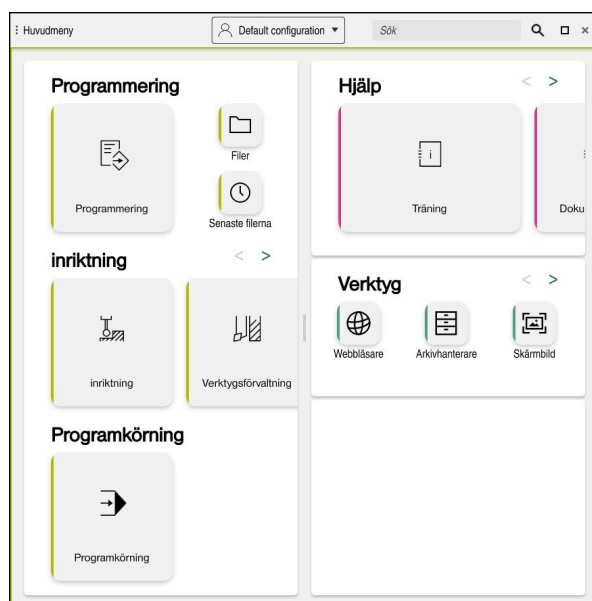 Huvudmeny
Default configuration
Sök
Programmering
Programmering
Filer
Senaste filerna
inriktning
inriktning
Verktygsförvaltning
Programkörning
Programkörning
Hjälp
Träning
Doku
Verktyg
Webbläsare
Arkivhanterare
Skärmbild